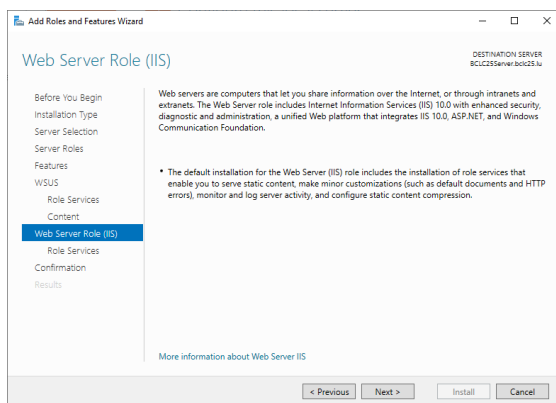 Add Roles and Features Wizard
Web Server Role (IIS)
DESTINATION SERVER
BCLC25Server.bclc25.lu
Before You Begin
Installation Type
Server Selection
Server Roles
Features
WSUS
Role Services
Content
Web Server Role (IIS)
Role Services
Confirmation
Results
Web servers are computers that let you share information over the Internet, or through intranets and
extranets. The Web Server role includes Internet Information Services (IIS) 10.0 with enhanced security,
diagnostic and administration, a unified Web platform that integrates IIS 10.0, ASP.NET, and Windows
Communication Foundation.
• The default installation for the Web Server (IIS) role includes the installation of role services that
enable you to serve static content, make minor customizations (such as default documents and HTTP
errors), monitor and log server activity, and configure static content compression.
More information about Web Server IIS
< Previous
Next >
Install
Cancel